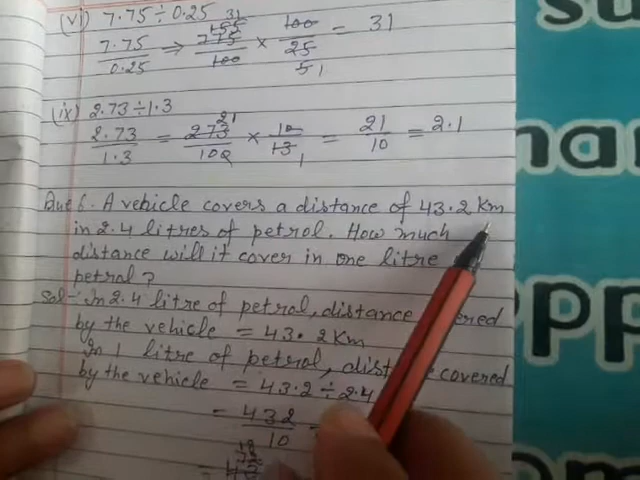 (vi) 7.75 ÷ 0.25
7.75/0.25 ⇒ 775/100 × 100/25 = 31
(ix) 2.73 ÷ 1.3
2.73/1.3 = 273/100 × 10/13 = 21/10 = 2.1
Que 6. A vehicle covers a distance of 43.2 Km
in 2.4 litres of petrol. How much
distance will it cover in one litre
petrol?
Sol:- In 2.4 litre of petrol, distance
by the vehicle = 43.2 Km
In 1 litre of petrol, covered
by the vehicle = 43.2 ÷ 2.4
= 432/10